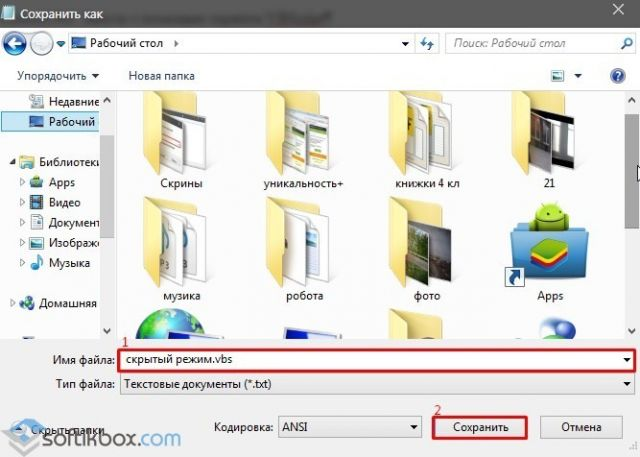 Сохранить как
Рабочий стол
Поиск: Рабочий стол
Упорядочить
Новая папка
Недавние
Рабочий
Скрины
уникальность+
книжки 4 кл
21
Библиотеки
Apps
Видео
Документ
Изображе
Музыка
музика
робота
фото
Apps
Домашняя
1
Имя файла: скрытый режим.vbs
Тип файла: Текстовые документы (*.txt)
2
Скрыть папки
Кодировка: ANSI
Сохранить
Отмена
softikbox.com